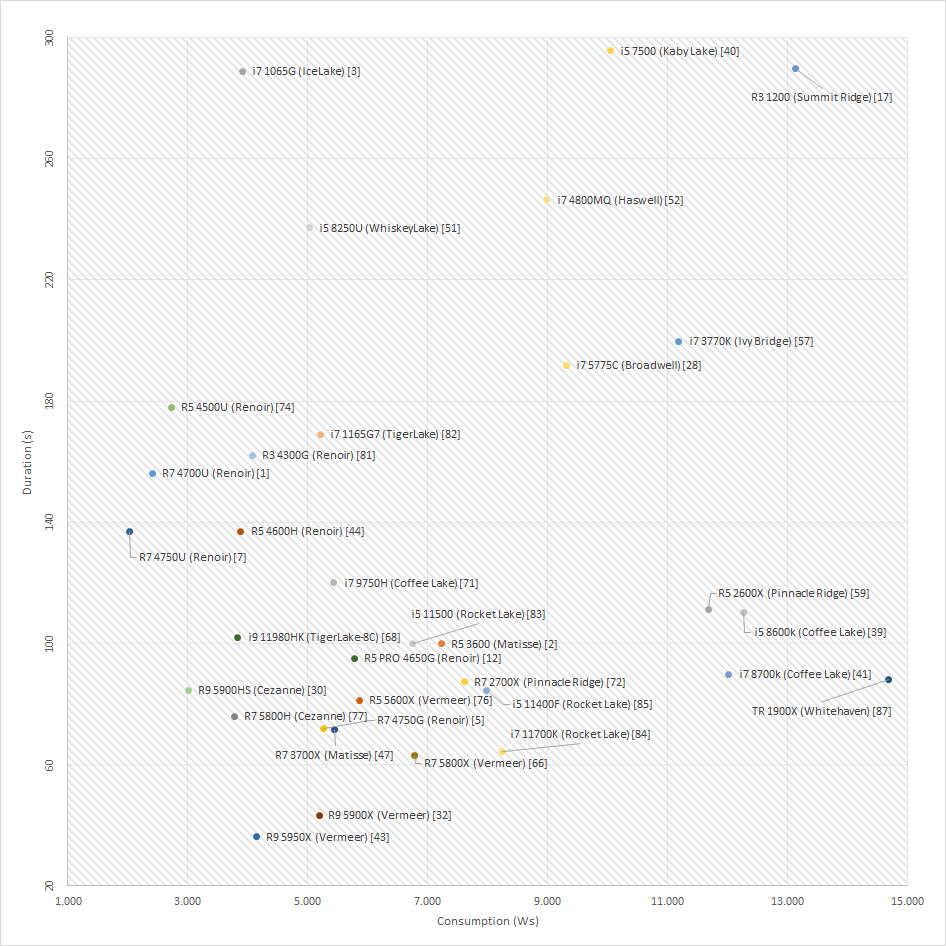 300
i5 7500 (Kaby Lake) [40]
i7 1065G (IceLake) [3]
R3 1200 (Summit Ridge) [17]
260
i7 4800MQ (Haswell) [52]
i5 8250U (WhiskeyLake) [51]
220
i7 3770K (Ivy Bridge) [57]
i7 5775C (Broadwell) [28]
180
R5 4500U (Renoir) [74]
i7 1165G7 (TigerLake) [82]
R3 4300G (Renoir) [81]
Duration (s)
R7 4700U (Renoir) [1]
140
R5 4600H (Renoir) [44]
R7 4750U (Renoir) [7]
i7 9750H (Coffee Lake) [71]
R5 2600X (Pinnacle Ridge) [59]
i5 11500 (Rocket Lake) [83]
i5 8600k (Coffee Lake) [39]
i9 11980HK (TigerLake-8C) [68]
100
R5 3600 (Matisse) [2]
R5 PRO 4650G (Renoir) [12]
i7 8700k (Coffee Lake) [41]
R7 2700X (Pinnacle Ridge) [72]
R9 5900HS (Cezanne) [30]
R5 5600X (Vermeer) [76]
i5 11400F (Rocket Lake) [85]
TR 1900X (Whitehaven) [87]
R7 5800H (Cezanne) [77]
R7 4750G (Renoir) [5]
i7 11700K (Rocket Lake) [84]
R7 3700X (Matisse) [47]
R7 5800X (Vermeer) [66]
60
R9 5900X (Vermeer) [32]
R9 5950X (Vermeer) [43]
20
1.000 3.000 5.000 7.000 9.000 11.000 13.000 15.000
Consumption (Ws)